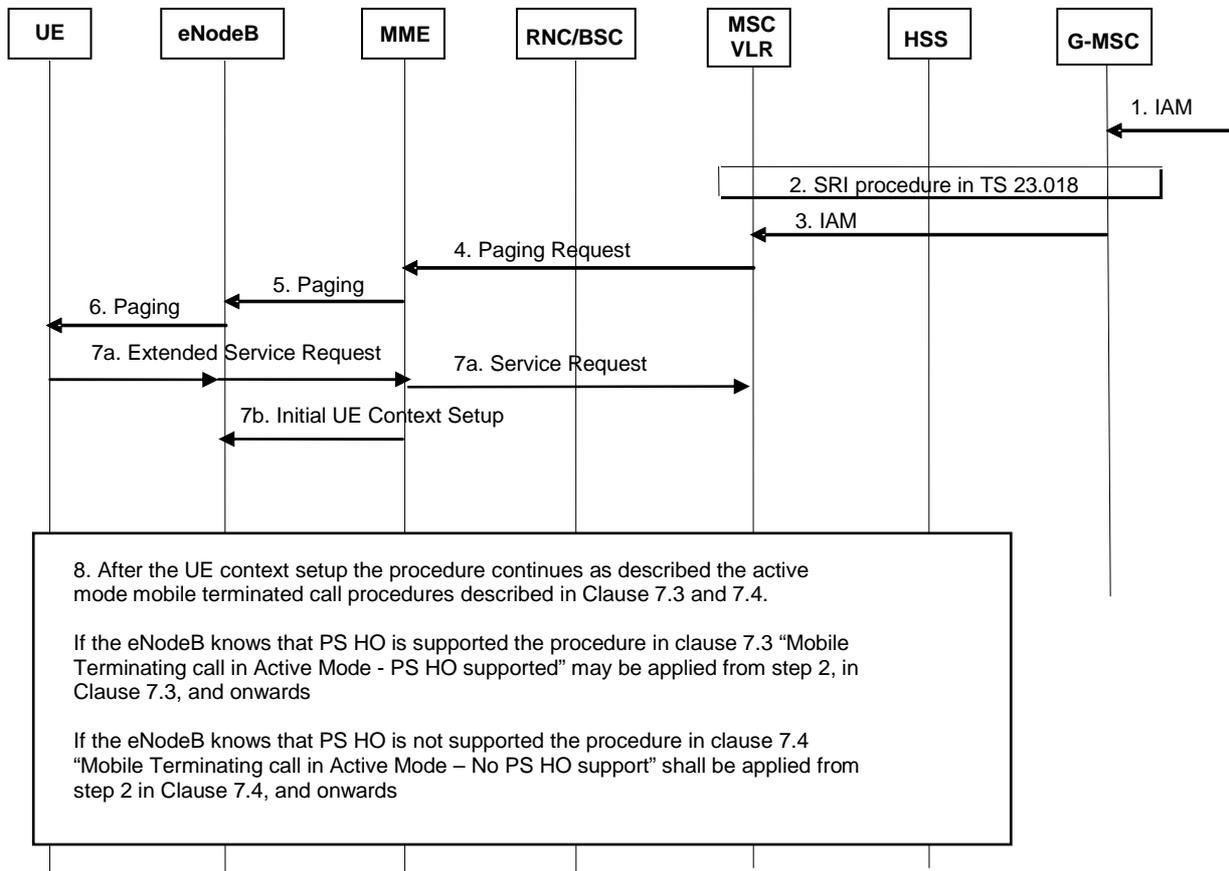 UE
eNodeB
MME
RNC/BSC
MSC
VLR
HSS
G-MSC
1. IAM
2. SRI procedure in TS 23.018
3. IAM
4. Paging Request
5. Paging
6. Paging
7a. Extended Service Request
7a. Service Request
7b. Initial UE Context Setup
8. After the UE context setup the procedure continues as described the active
mode mobile terminated call procedures described in Clause 7.3 and 7.4.
If the eNodeB knows that PS HO is supported the procedure in clause 7.3 “Mobile
Terminating call in Active Mode - PS HO supported” may be applied from step 2, in
Clause 7.3, and onwards
If the eNodeB knows that PS HO is not supported the procedure in clause 7.4
“Mobile Terminating call in Active Mode – No PS HO support” shall be applied from
step 2 in Clause 7.4, and onwards